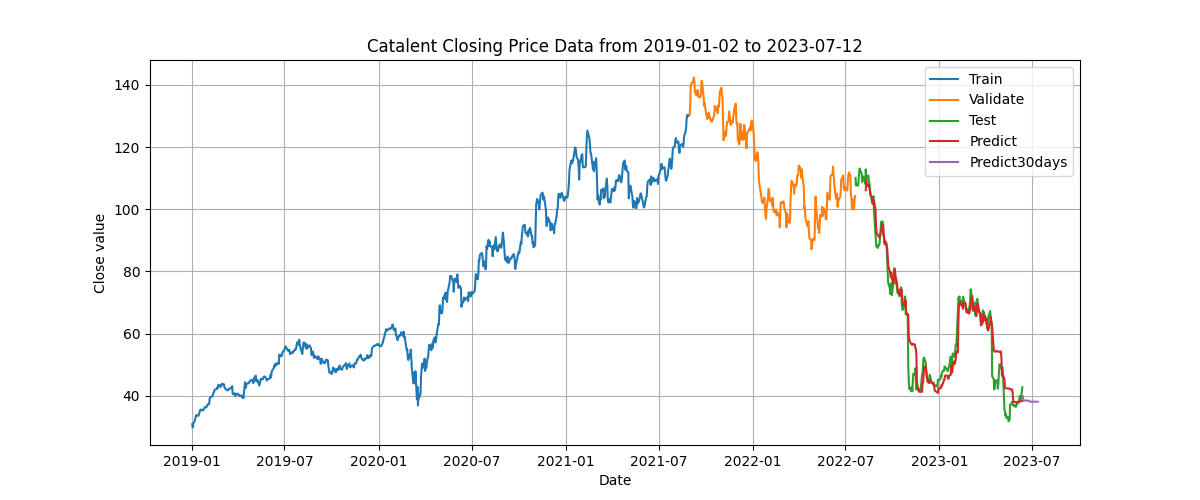 Catalent Closing Price Data from 2019-01-02 to 2023-07-12
Close value
140
120
100
80
60
40
Train
Validate
Test
Predict
Predict30days
2019-01 2019-07 2020-01 2020-07 2021-01 2021-07 2022-01 2022-07 2023-01 2023-07
Date